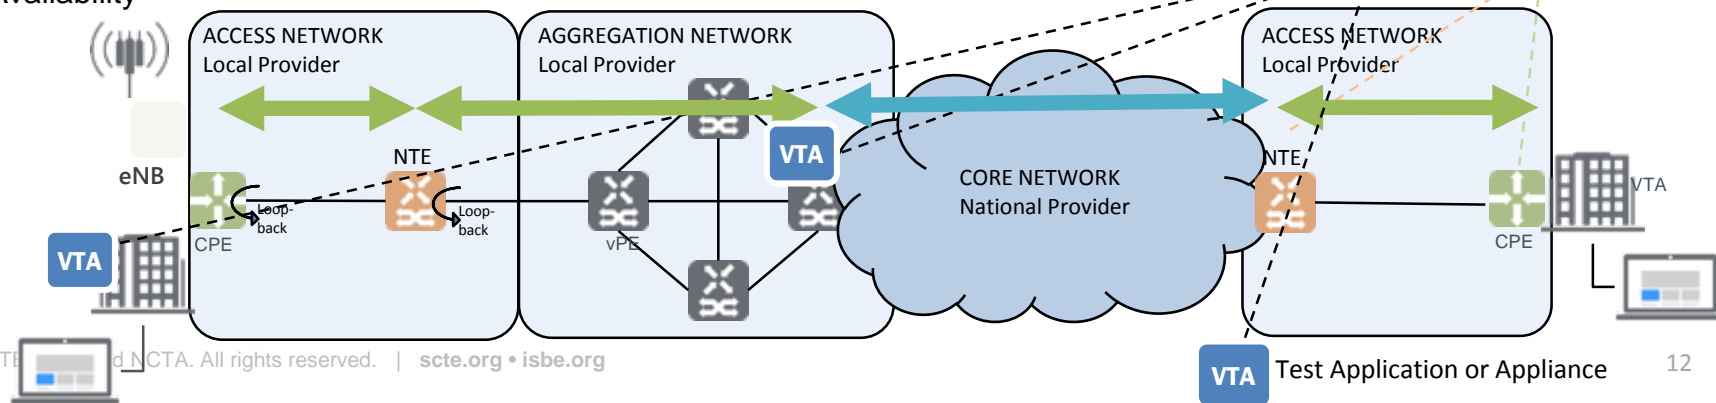 Availability
ACCESS NETWORK
Local Provider
AGGREGATION NETWORK
Local Provider
ACCESS NETWORK
Local Provider
eNB
NTE
VTA
CORE NETWORK
National Provider
NTE
VTA
Loop-
back
Loop-
back
CPE
vPE
CPE
VTA
NCTA. All rights reserved. | scte.org • isbe.org
VTA Test Application or Appliance
12